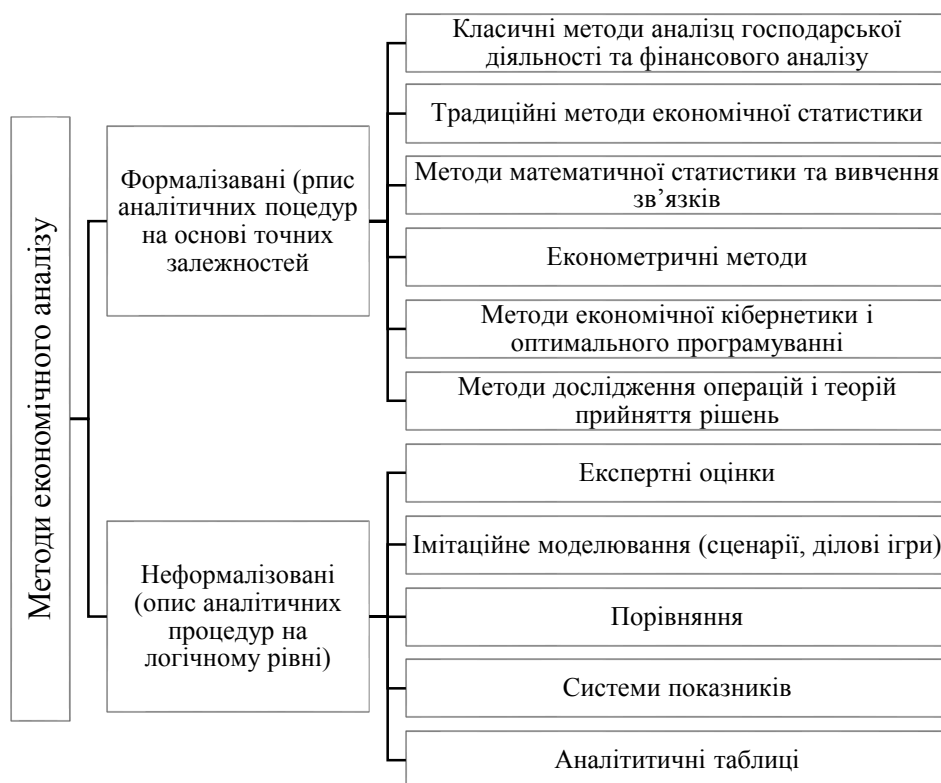 Методи економічного аналізу
Формалізавані (рпис
аналітичних поцедур
на основі точних
залежностей
Класичні методи аналізц господарської
діяльності та фінансового аналізу
Традиційні методи економічної статистики
Методи математичної статистики та вивчення
зв’язків
Економетричні методи
Методи економічної кібернетики і
оптимального програмуванні
Методи дослідження операцій і теорій
прийняття рішень
Неформалізовані
(опис аналітичних
процедур на
логічному рівні)
Експертні оцінки
Імітаційне моделювання (сценарії, ділові ігри)
Порівняння
Системи показників
Аналітитичні таблиці